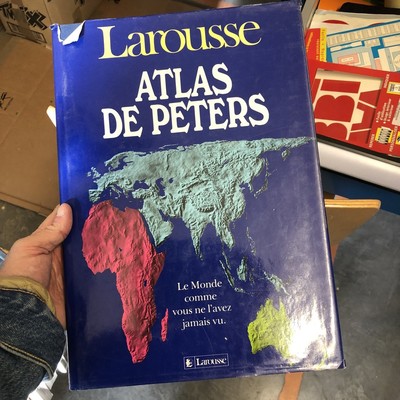 Larousse
ATLAS
DE PETERS
Le Monde
comme
vous ne l'avez
jamais vu.
Larousse